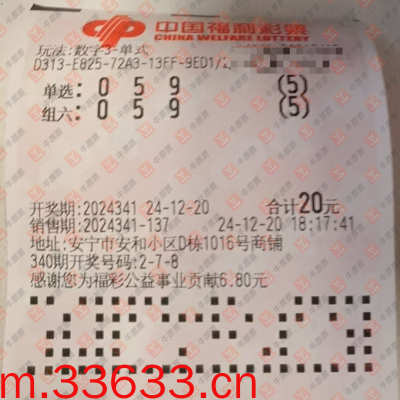 中国福利彩票
CHINA WELFARE LOTTERY
玩法:数字3-单式
D313-E825-72A3-13FF-9ED1/
单选: 0 5 9 (5)
组六: 0 5 9 (5)
开奖期:2024341 24-12-20 合计20元
销售期:2024341-137 24-12-20 18:17:41
地址:安宁市安和小区D栋1016号商铺
340期开奖号码:2-7-8
感谢您为福彩公益事业贡献6.80元
m.33633.cn